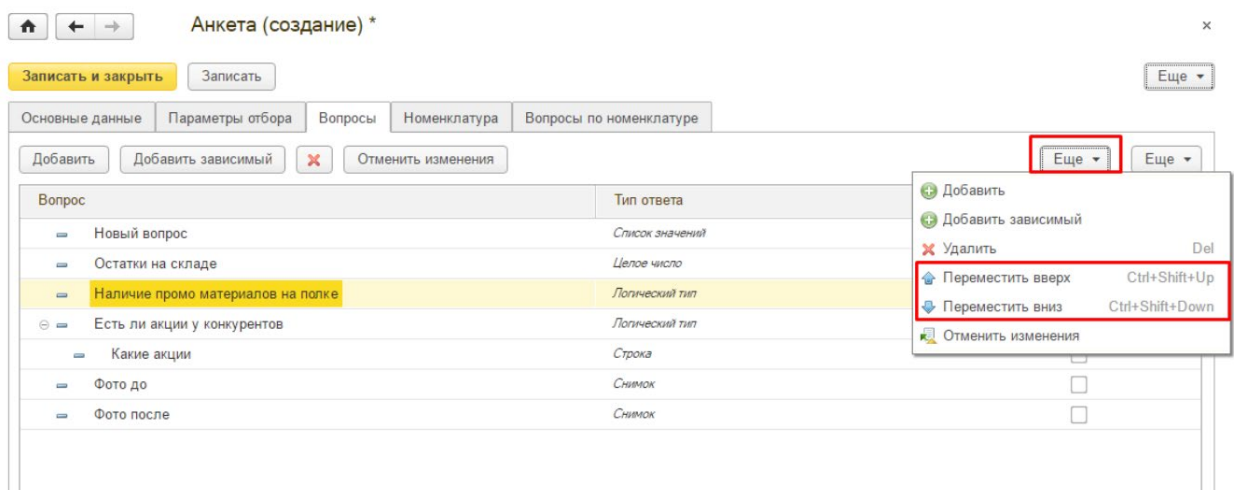 Анкета (создание) *
Записать и закрыть Записать Еще
Основные данные Параметры отбора Вопросы Номенклатура Вопросы по номенклатуре
Добавить Добавить зависимый Отменить изменения Еще Еще
Вопрос Тип ответа
Новый вопрос Список значений
Остатки на складе Целое число
Наличие промо материалов на полке Логический тип
Есть ли акции у конкурентов Логический тип
Какие акции Строка
Фото до Снимок
Фото после Снимок
Добавить
Добавить зависимый
Удалить Del
Переместить вверх Ctrl+Shift+Up
Переместить вниз Ctrl+Shift+Down
Отменить изменения